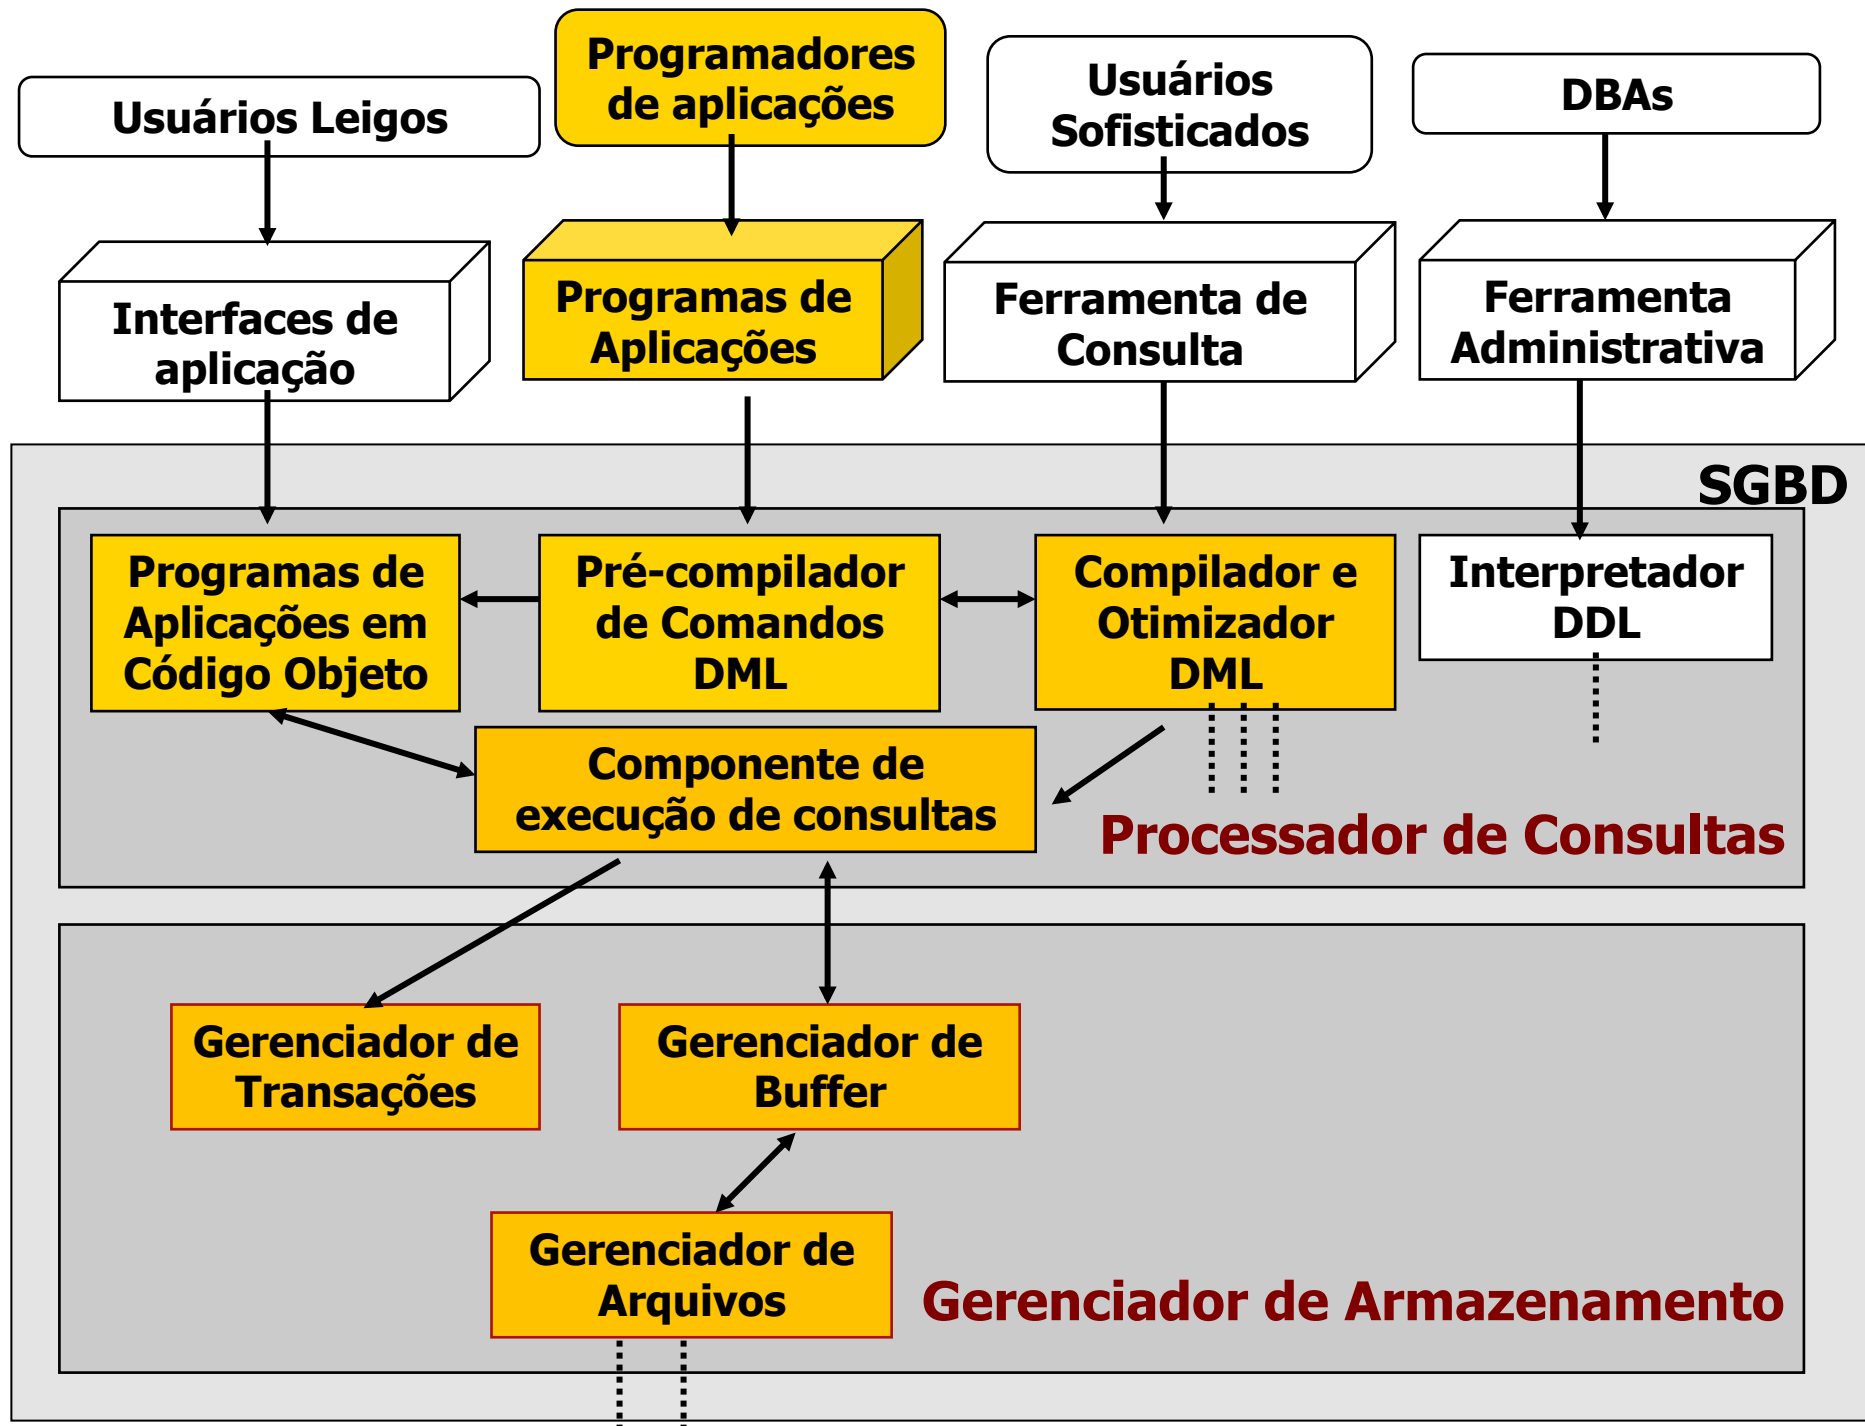 Usuários Leigos
Programadores
de aplicações
Usuários
Sofisticados
DBAs
Interfaces de
aplicação
Programas de
Aplicações
Ferramenta de
Consulta
Ferramenta
Administrativa
SGBD
Programas de
Aplicações em
Código Objeto
Pré-compilador
de Comandos
DML
Compilador e
Otimizador
DML
Interpretador
DDL
Componente de
execução de consultas
Processador de Consultas
Gerenciador de
Transações
Gerenciador de
Buffer
Gerenciador de
Arquivos
Gerenciador de Armazenamento